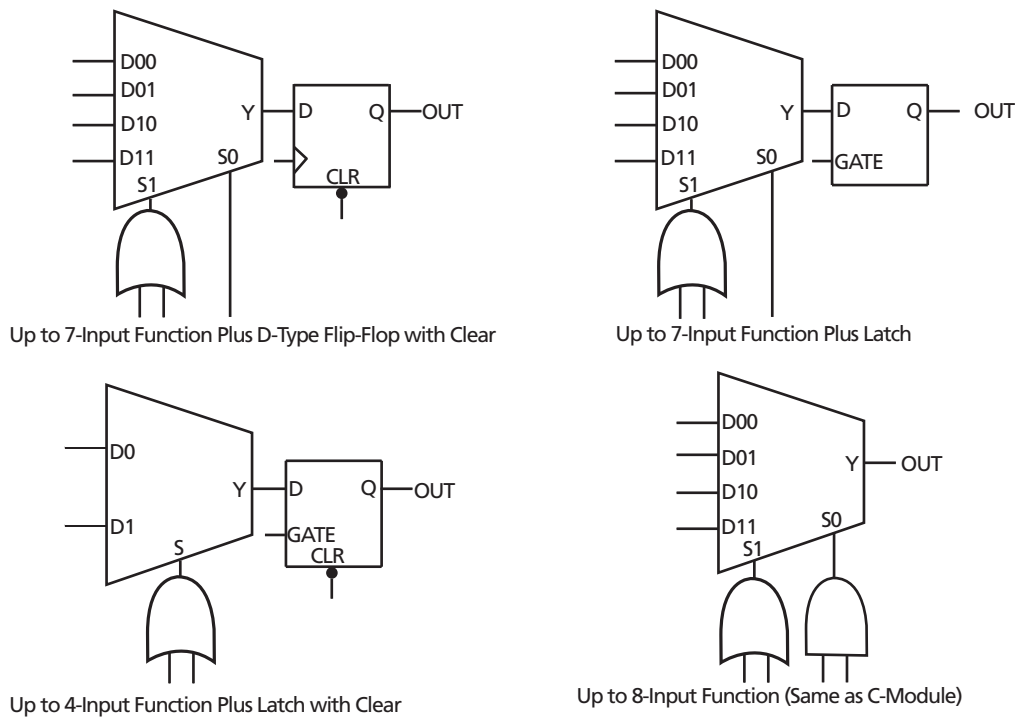 D00
D01
D10
D11
S1
S0
Y
D
Q
OUT
CLR
Up to 7-Input Function Plus D-Type Flip-Flop with Clear
D00
D01
D10
D11
S1
S0
Y
D
Q
OUT
GATE
Up to 7-Input Function Plus Latch
D0
D1
S
Y
D
Q
OUT
GATE
CLR
Up to 4-Input Function Plus Latch with Clear
D00
D01
D10
D11
S1
S0
Y
OUT
Up to 8-Input Function (Same as C-Module)